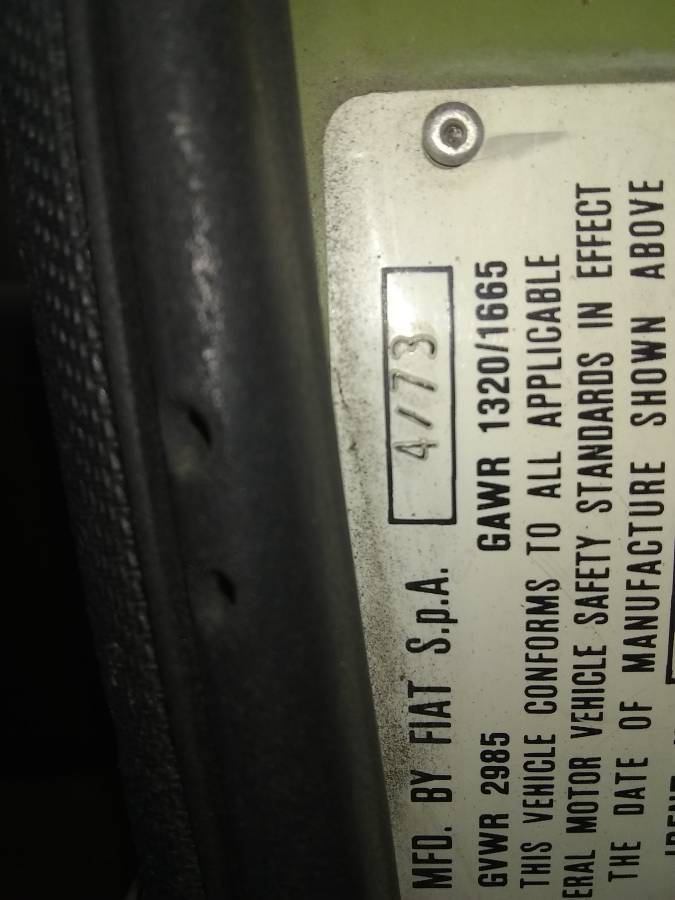 MFD. BY FIAT S.p.A. 4/73
GVWR 2985 GAWR 1320/1665
THIS VEHICLE CONFORMS TO ALL APPLICABLE
ERAL MOTOR VEHICLE SAFETY STANDARDS IN EFFECT
THE DATE OF MANUFACTURE SHOWN ABOVE